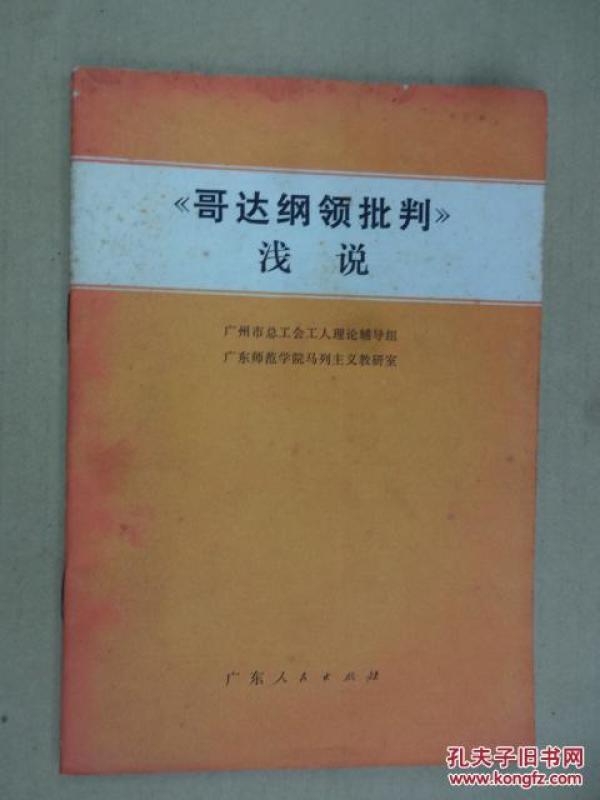 《哥达纲领批判》
浅说
广州市总工会工人理论辅导组
广东师范学院马列主义教研室
广东人民出版社
孔夫子旧书网
www.kongfz.com